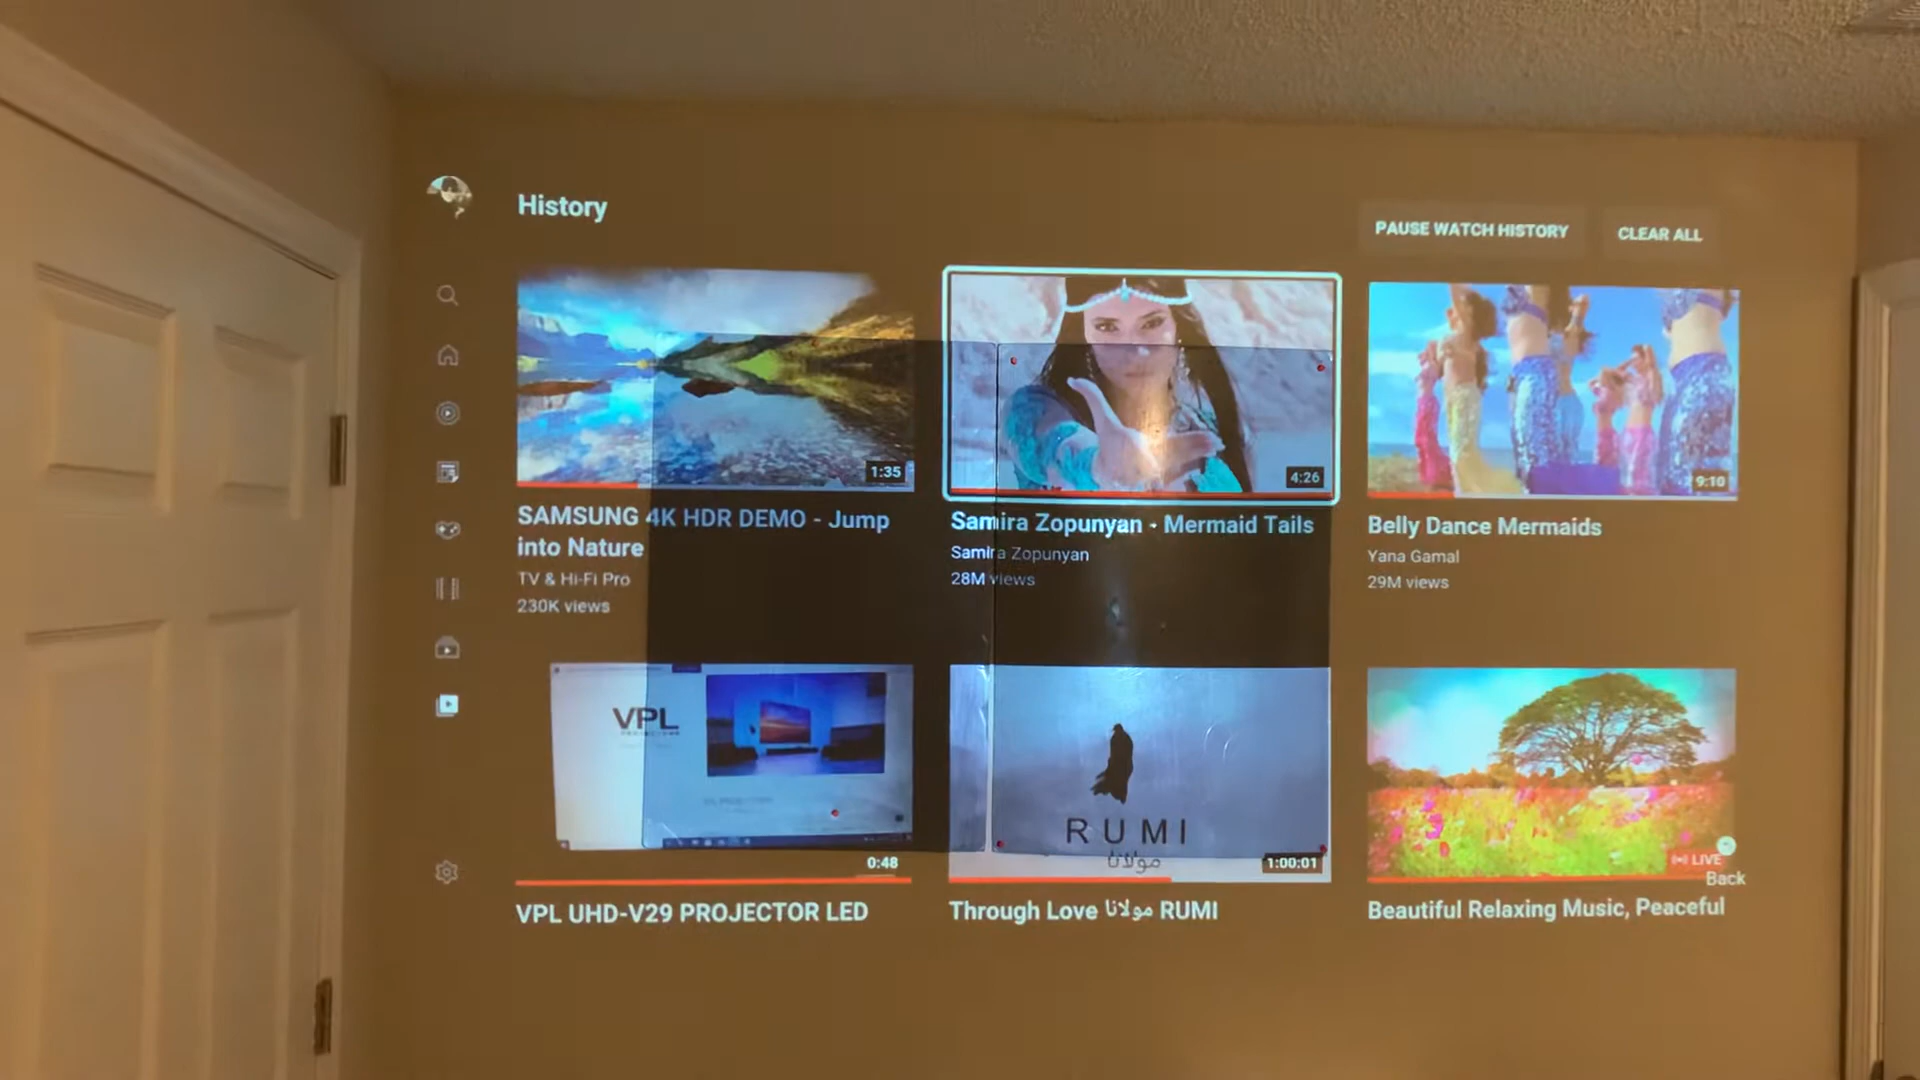 History
PAUSE WATCH HISTORY
CLEAR ALL
1:35
4:26
9:10
SAMSUNG 4K HDR DEMO - Jump
into Nature
TV & Hi-Fi Pro
230K views
Samira Zopunyan - Mermaid Tails
Samira Zopunyan
28M views
Belly Dance Mermaids
Yana Gamal
29M views
VPL
RUMI
مولانا
0:48
1:00:01
LIVE
Back
VPL UHD-V29 PROJECTOR LED
Through Love مولانا RUMI
Beautiful Relaxing Music, Peaceful